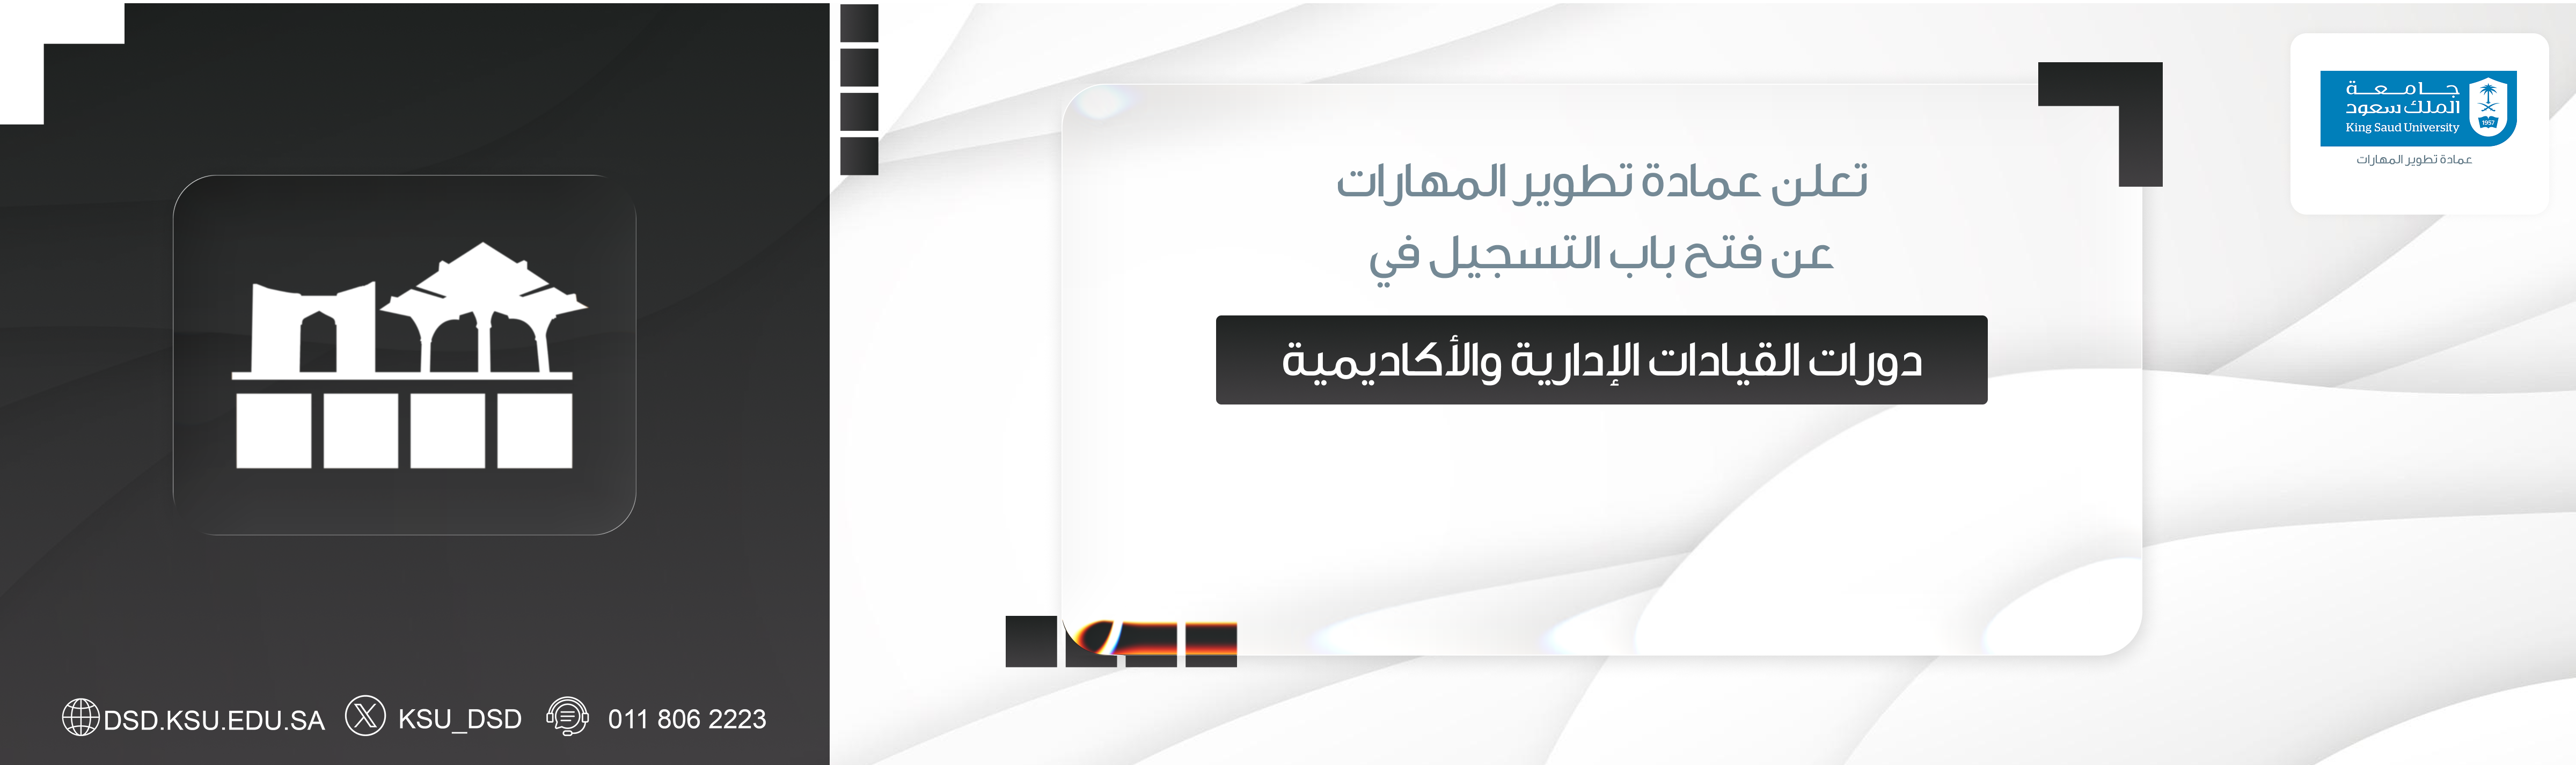 جامعة
الملك سعود
King Saud University
1957
عمادة تطوير المهارات
تعلن عمادة تطوير المهارات
عن فتح باب التسجيل في
دورات القيادات الإدارية والأكاديمية
DSD.KSU.EDU.SA
KSU_DSD
011 806 2223